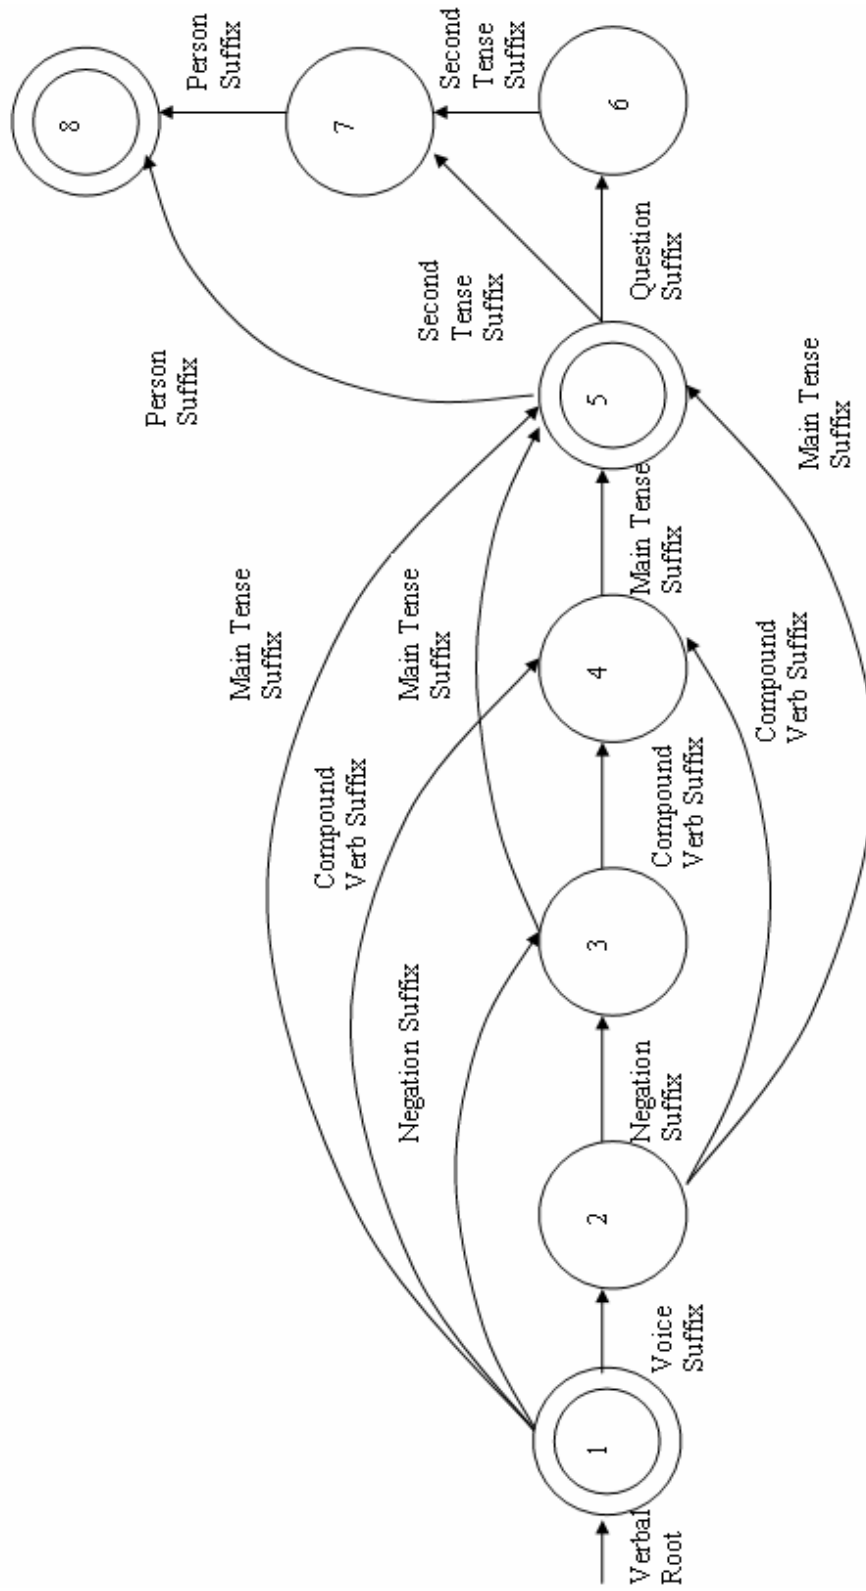 Verbal
Root
1
Voice
Suffix
2
Negation
Suffix
3
Compound
Verb Suffix
4
Main Tense
Suffix
5
Question
Suffix
6
Second
Tense
Suffix
7
Person
Suffix
8
Negation Suffix
Compound
Verb Suffix
Main Tense
Suffix
Main Tense
Suffix
Person
Suffix
Second
Tense
Suffix
Compound
Verb Suffix
Main Tense
Suffix